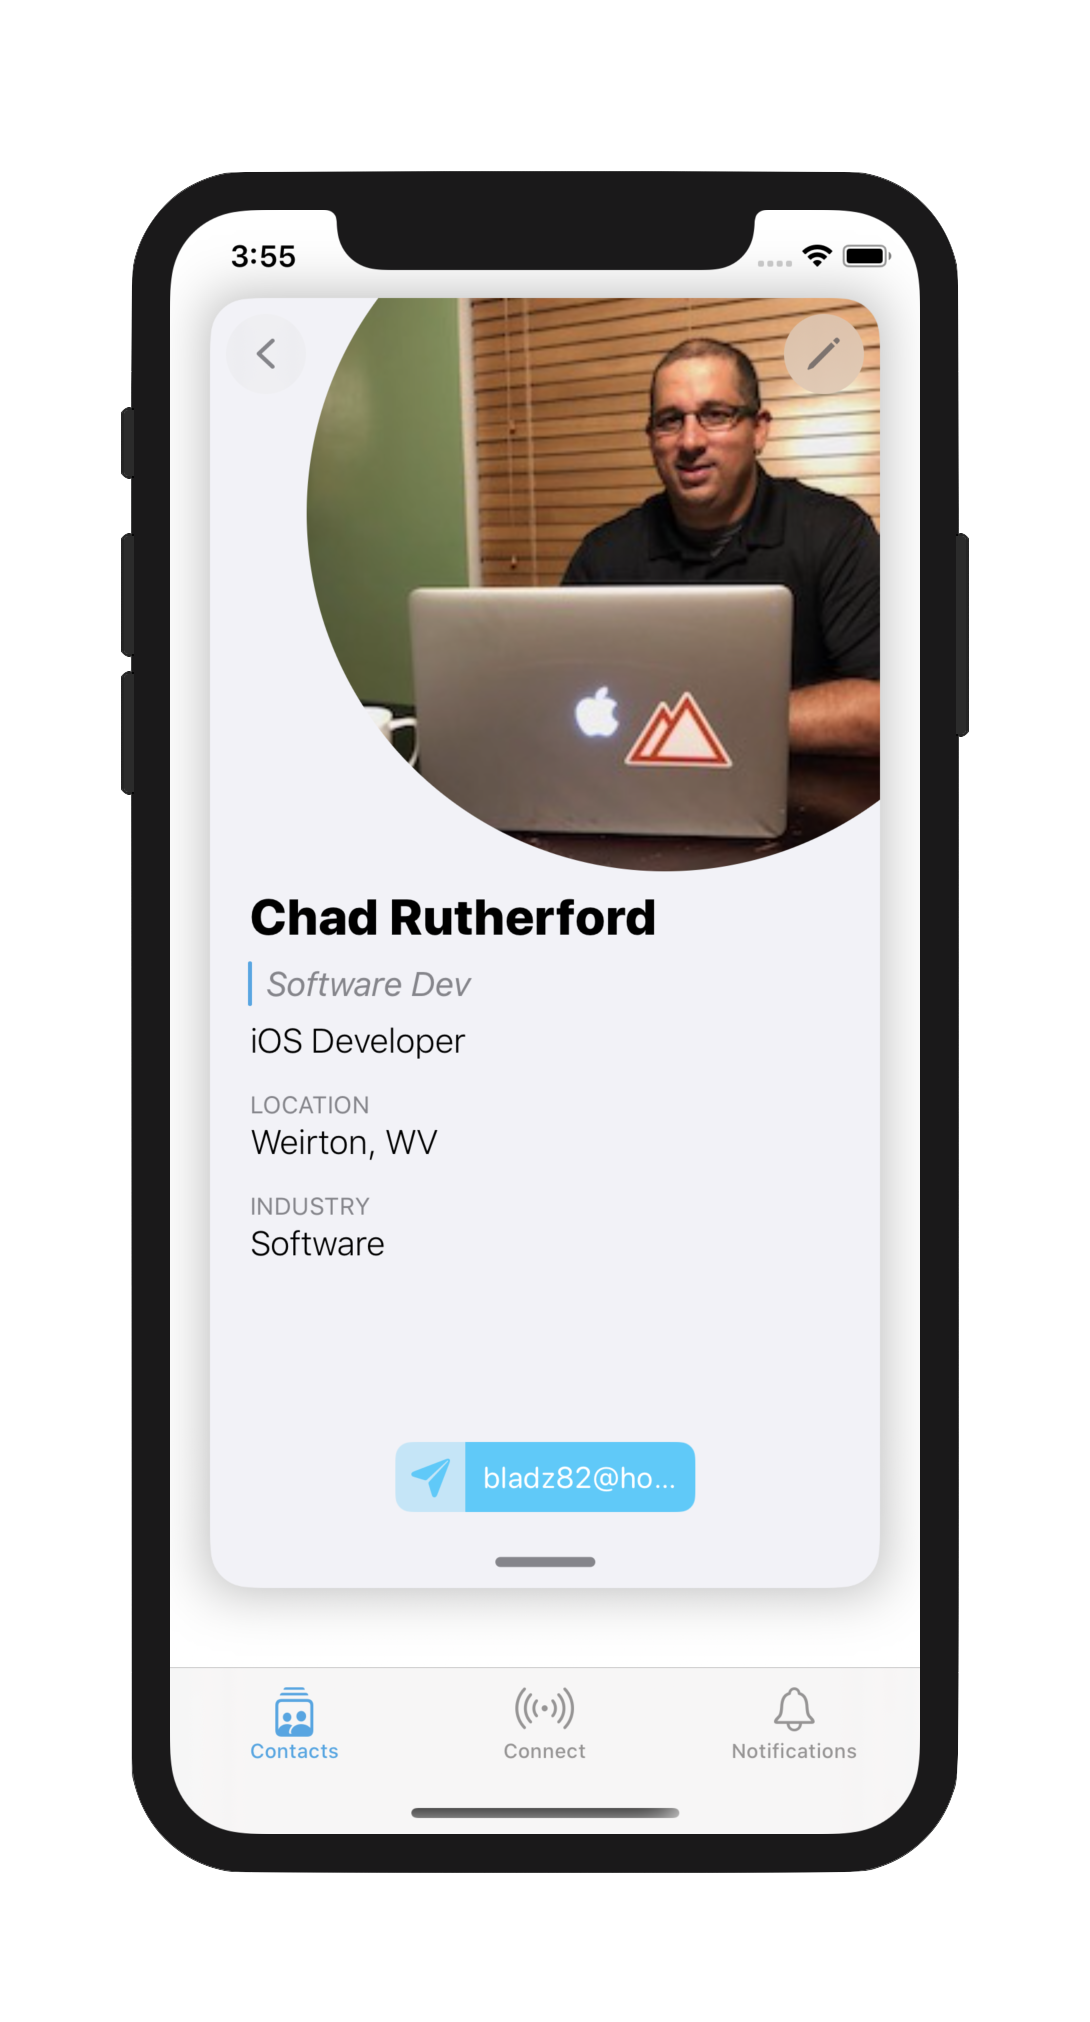 3:55
Chad Rutherford
Software Dev
iOS Developer
LOCATION
Weirton, WV
INDUSTRY
Software
bladz82@ho...
Contacts
Connect
Notifications